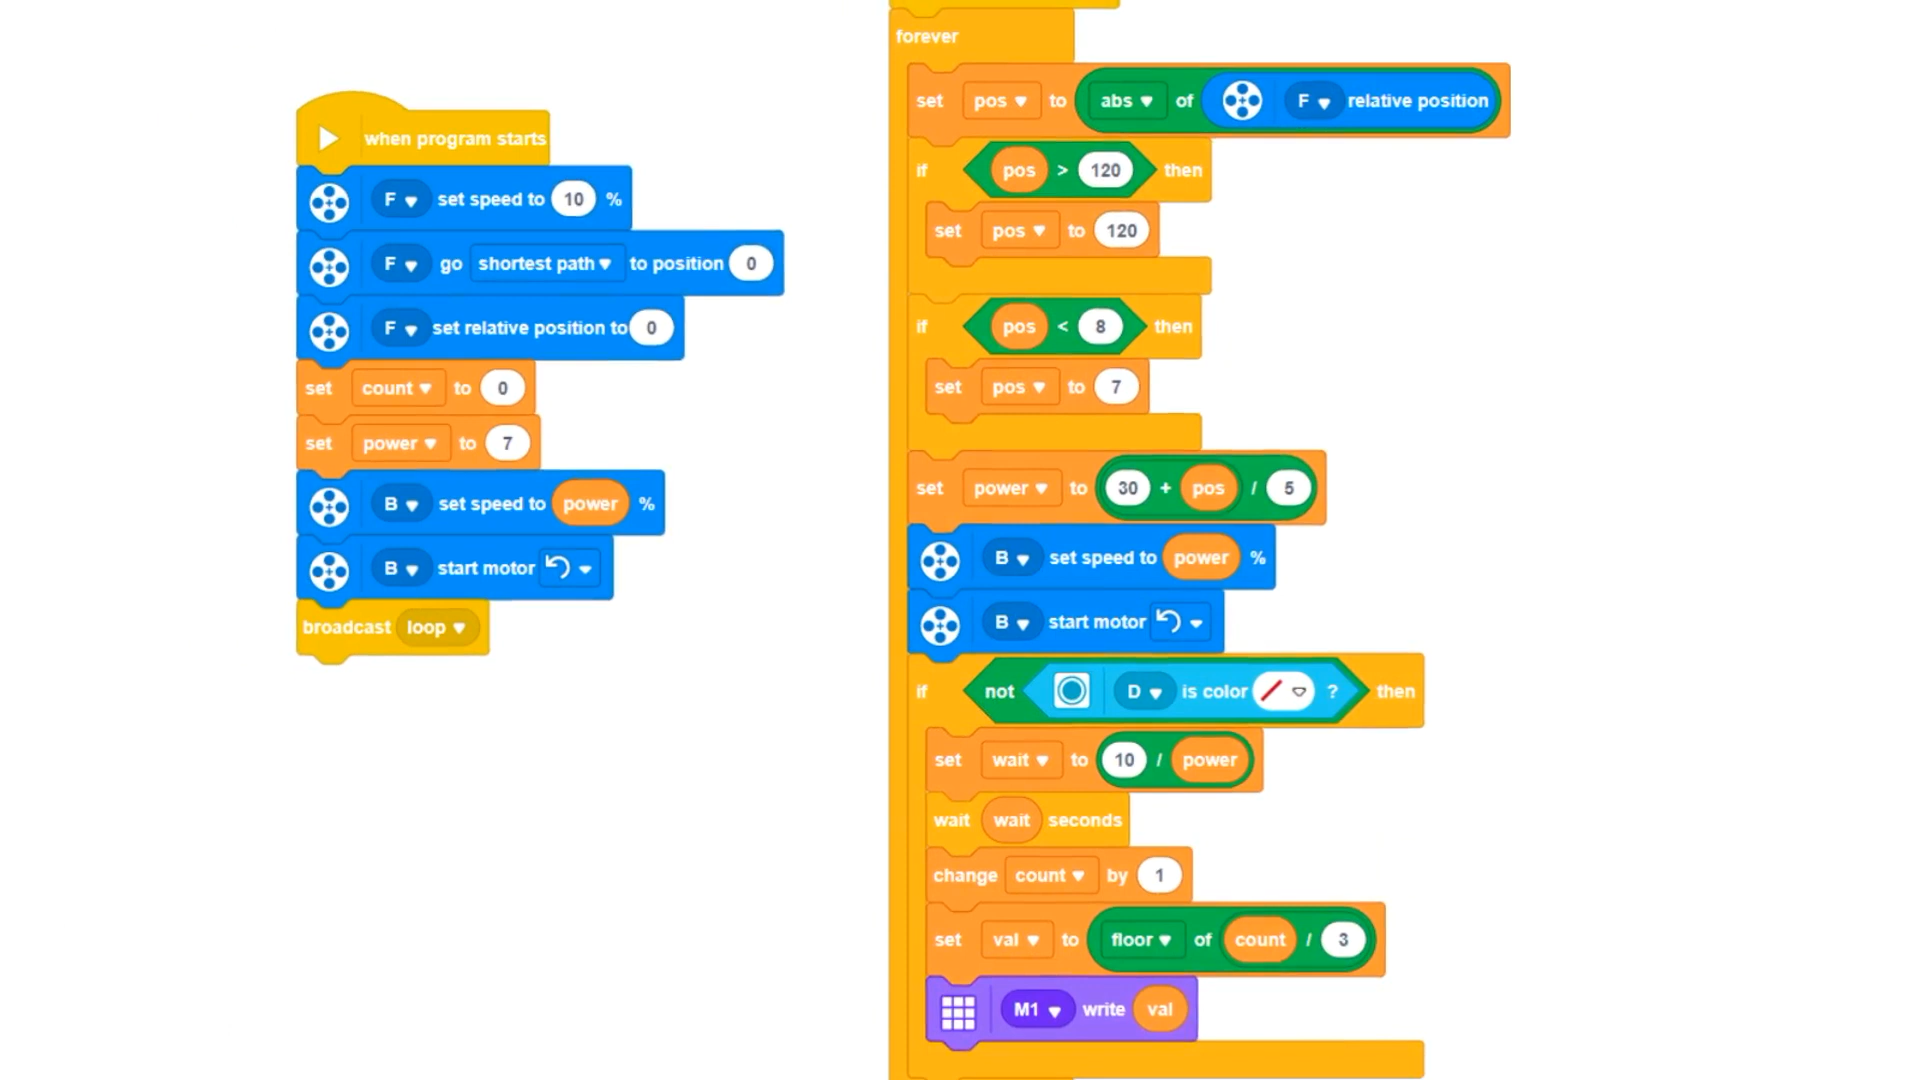 when program starts
F set speed to 10 %
F go shortest path to position 0
F set relative position to 0
set count to 0
set power to 7
B set speed to power %
B start motor
broadcast loop
forever
set pos to abs of F relative position
if pos > 120 then
set pos to 120
if pos < 8 then
set pos to 7
set power to 30 + pos / 5
B set speed to power %
B start motor
if not D is color ? then
set wait to 10 / power
wait wait seconds
change count by 1
set val to floor of count / 3
M1 write val